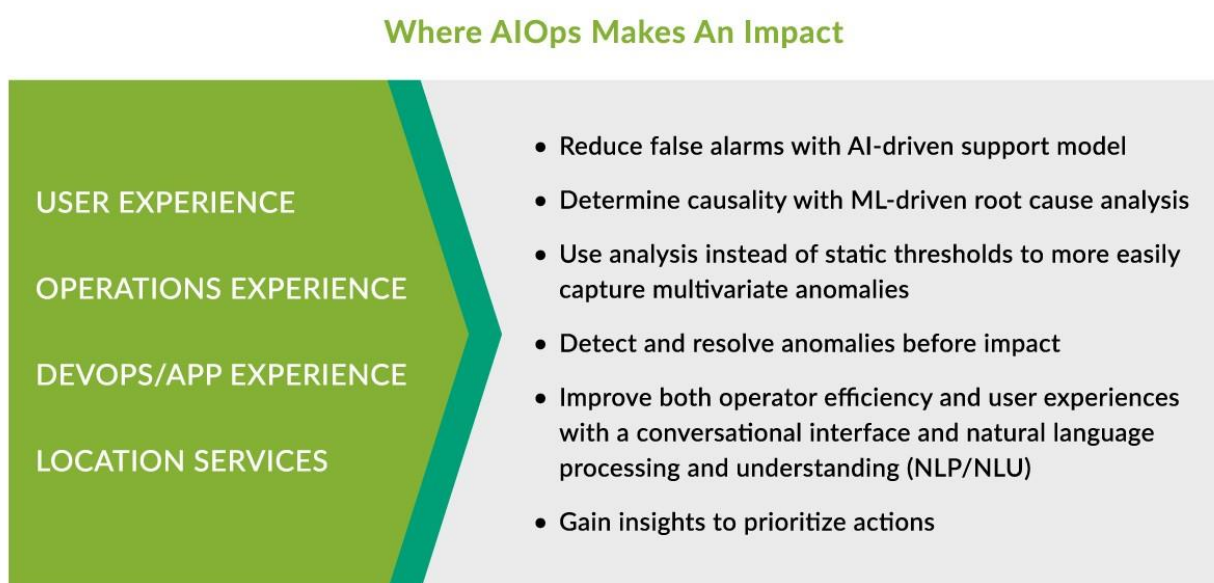 Where AIOps Makes An Impact
USER EXPERIENCE
OPERATIONS EXPERIENCE
DEVOPS/APP EXPERIENCE
LOCATION SERVICES
• Reduce false alarms with AI-driven support model
• Determine causality with ML-driven root cause analysis
• Use analysis instead of static thresholds to more easily
capture multivariate anomalies
• Detect and resolve anomalies before impact
• Improve both operator efficiency and user experiences
with a conversational interface and natural language
processing and understanding (NLP/NLU)
• Gain insights to prioritize actions